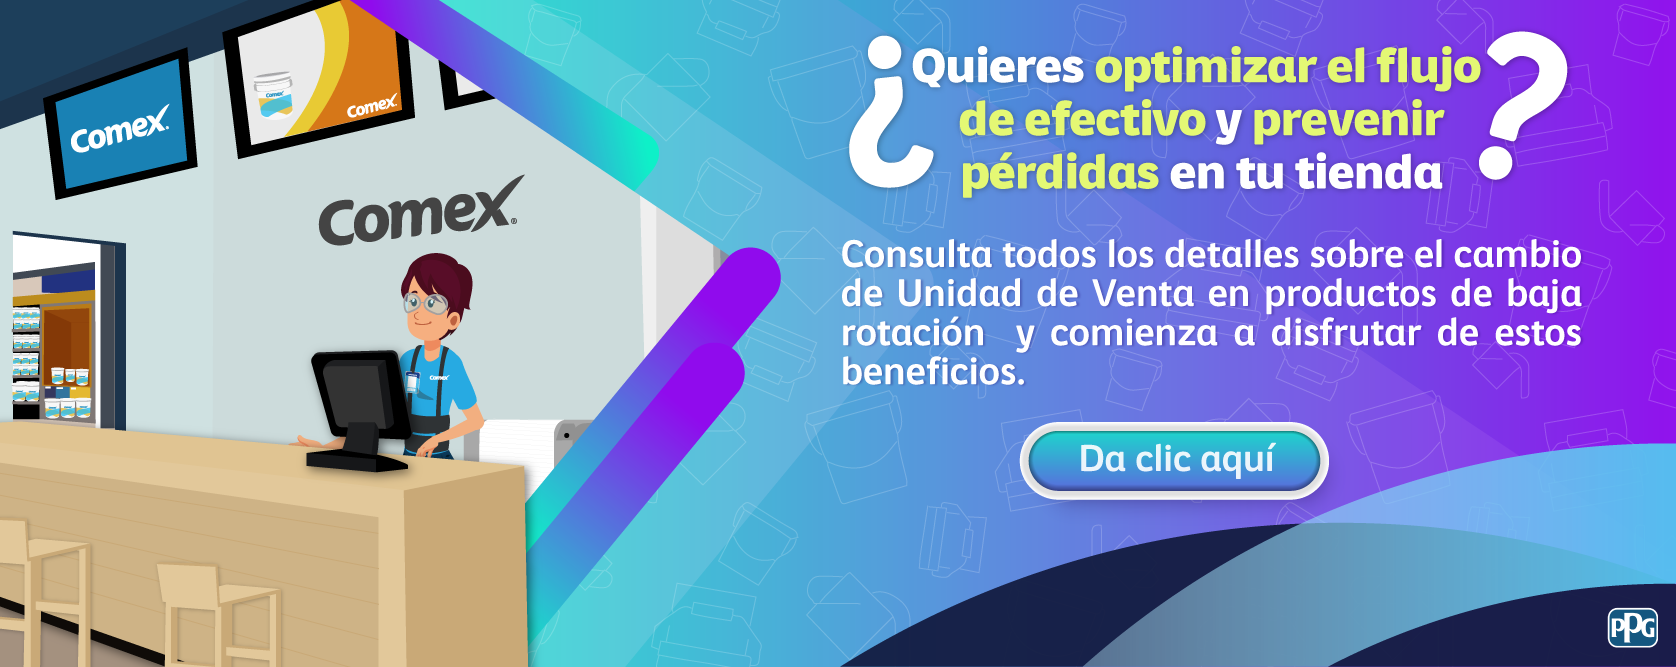 Comex
Comex
Comex
Comex®
Comex
¿Quieres optimizar el flujo
de efectivo y prevenir
pérdidas en tu tienda?
Consulta todos los detalles sobre el cambio
de Unidad de Venta en productos de baja
rotación y comienza a disfrutar de estos
beneficios.
Da clic aquí
PPG